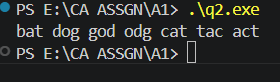 PS E:\CA ASSGN\A1> .\q2.exe
bat dog god odg cat tac act
PS E:\CA ASSGN\A1>